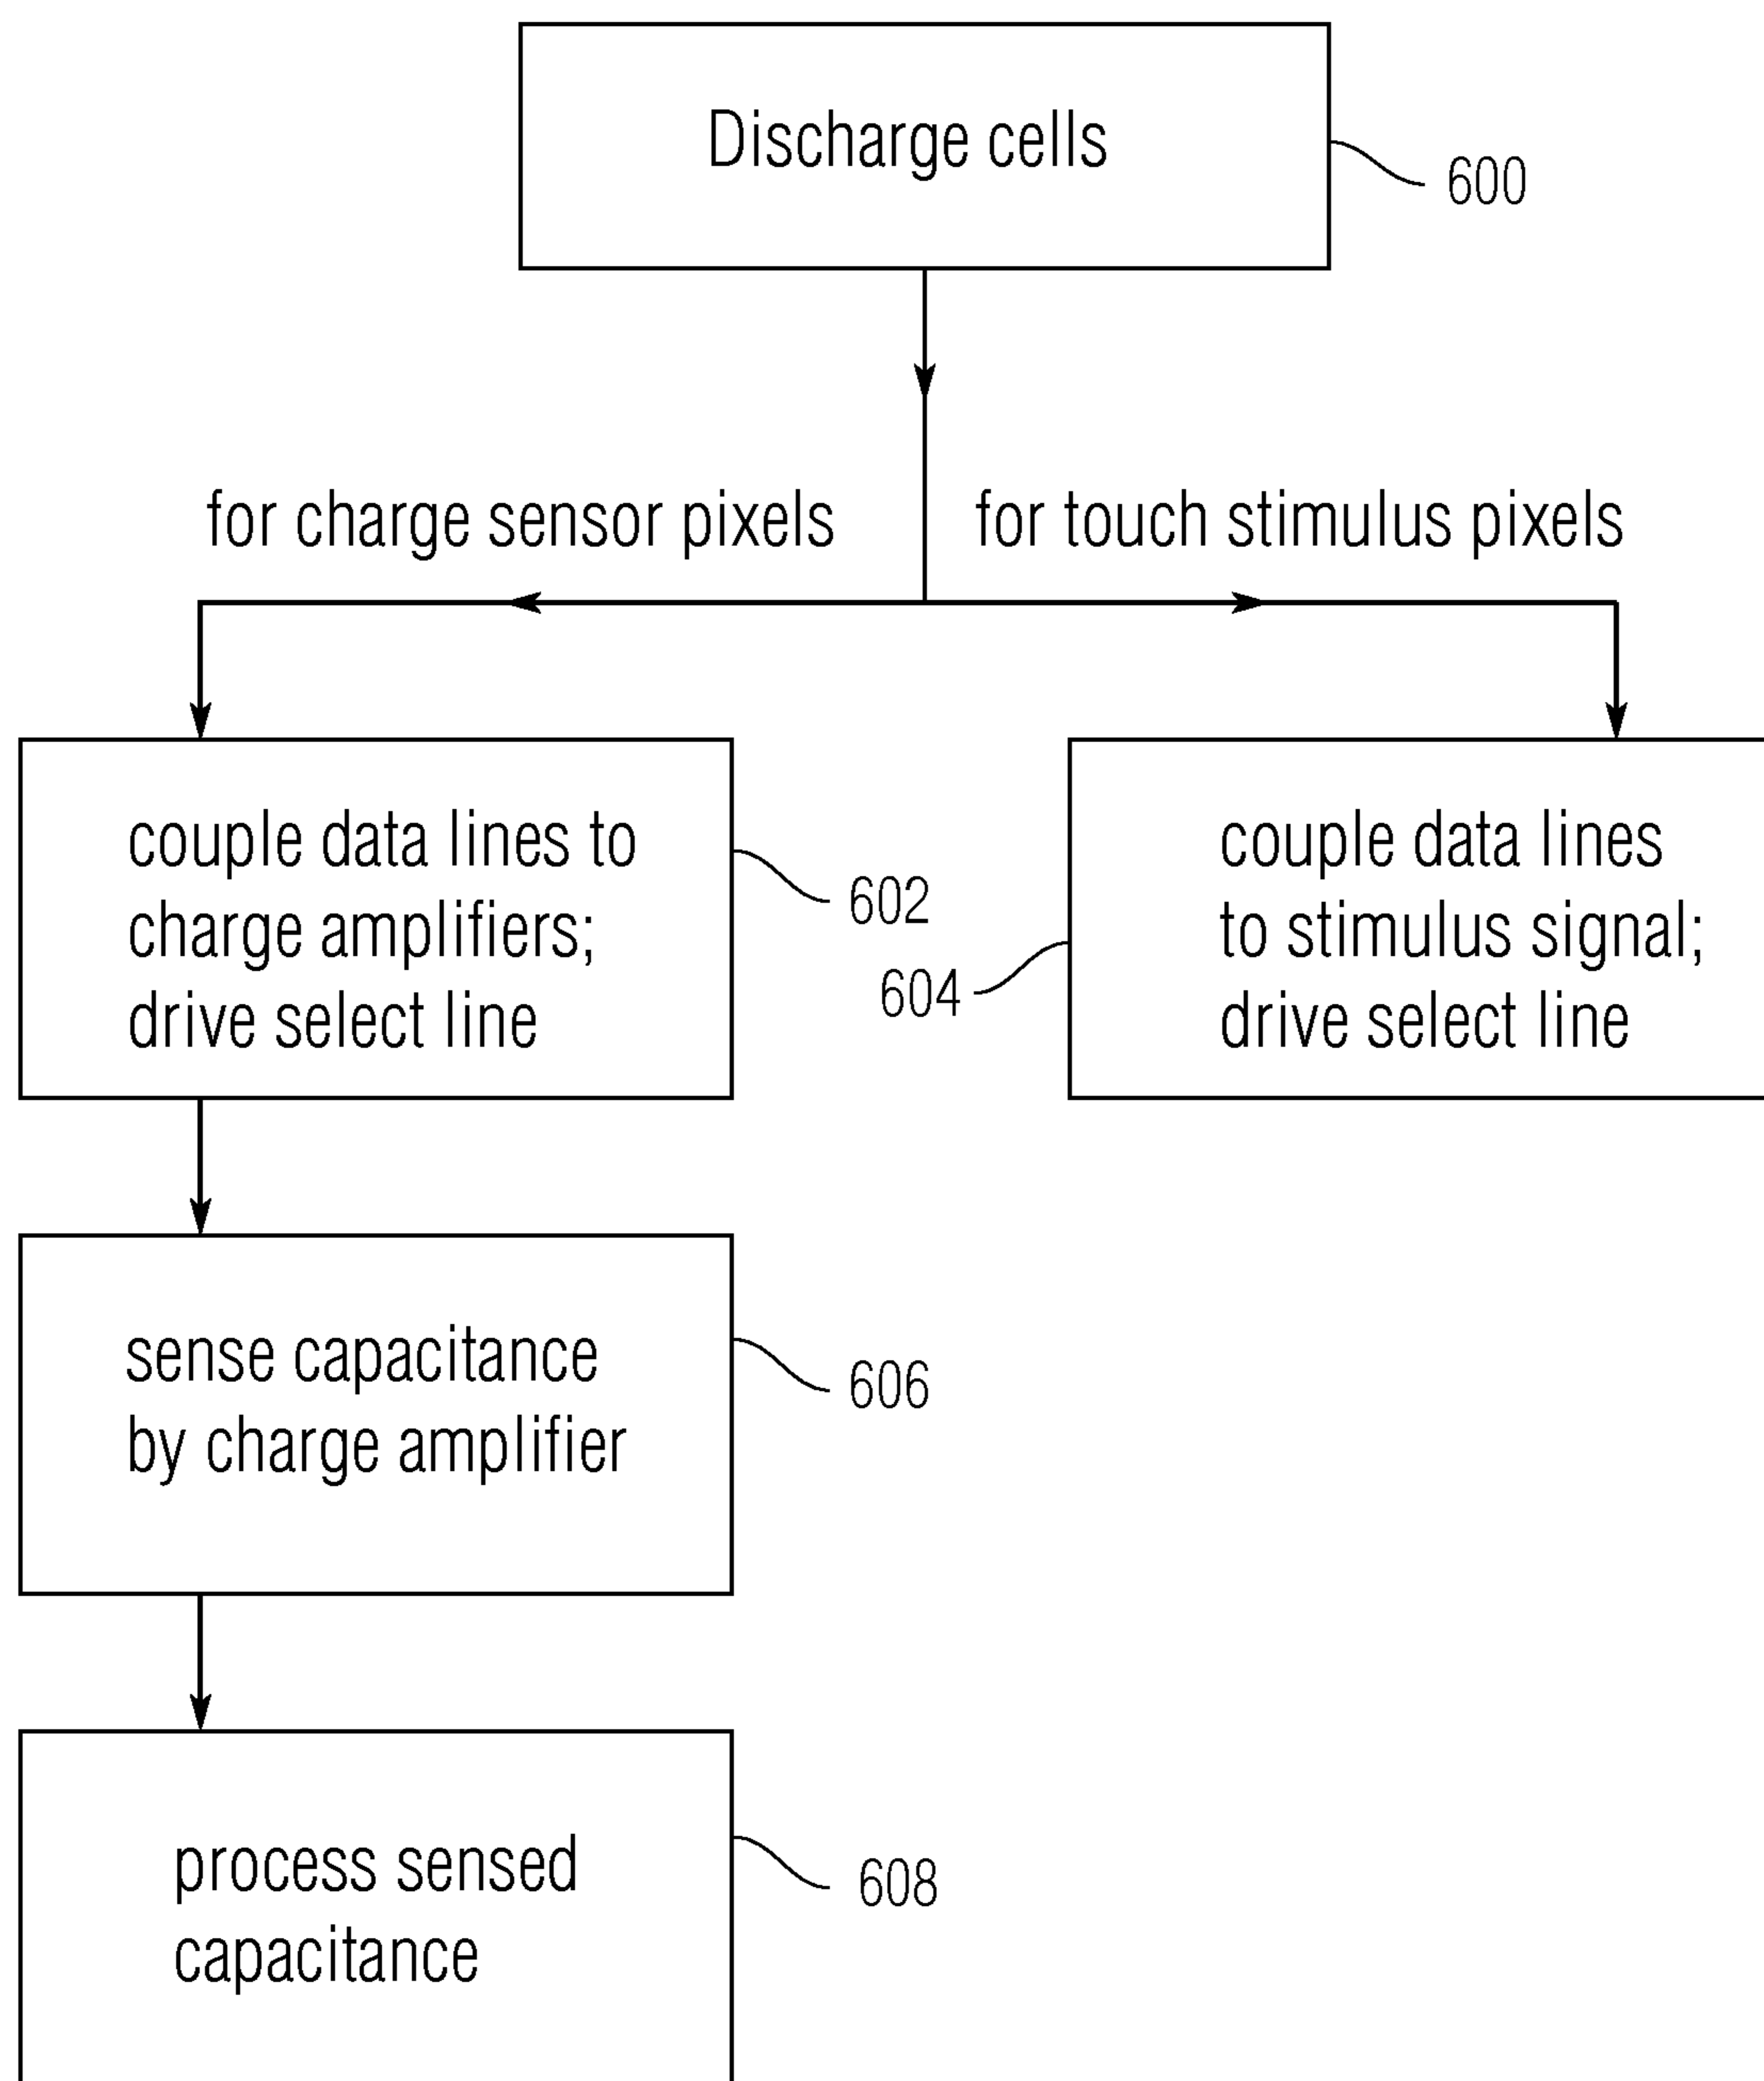 Discharge cells
600
for charge sensor pixels
for touch stimulus pixels
couple data lines to
charge amplifiers;
drive select line
602
couple data lines
to stimulus signal;
drive select line
604
sense capacitance
by charge amplifier
606
process sensed
capacitance
608